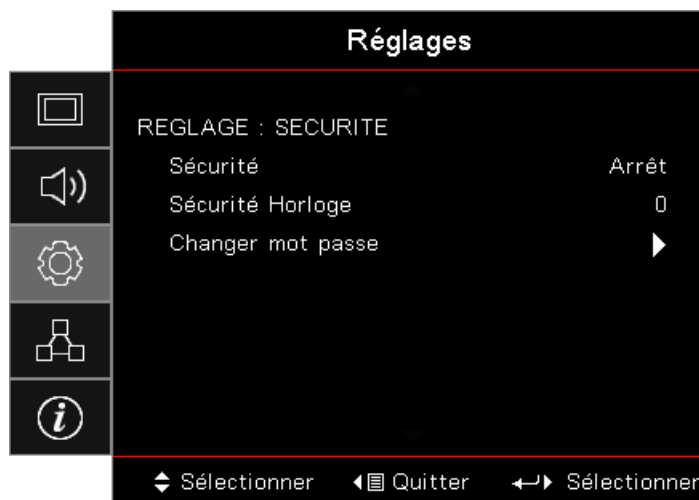 Réglages
REGLAGE : SECURITE
Sécurité Arrêt
Sécurité Horloge 0
Changer mot passe
Sélectionner Quitter Sélectionner